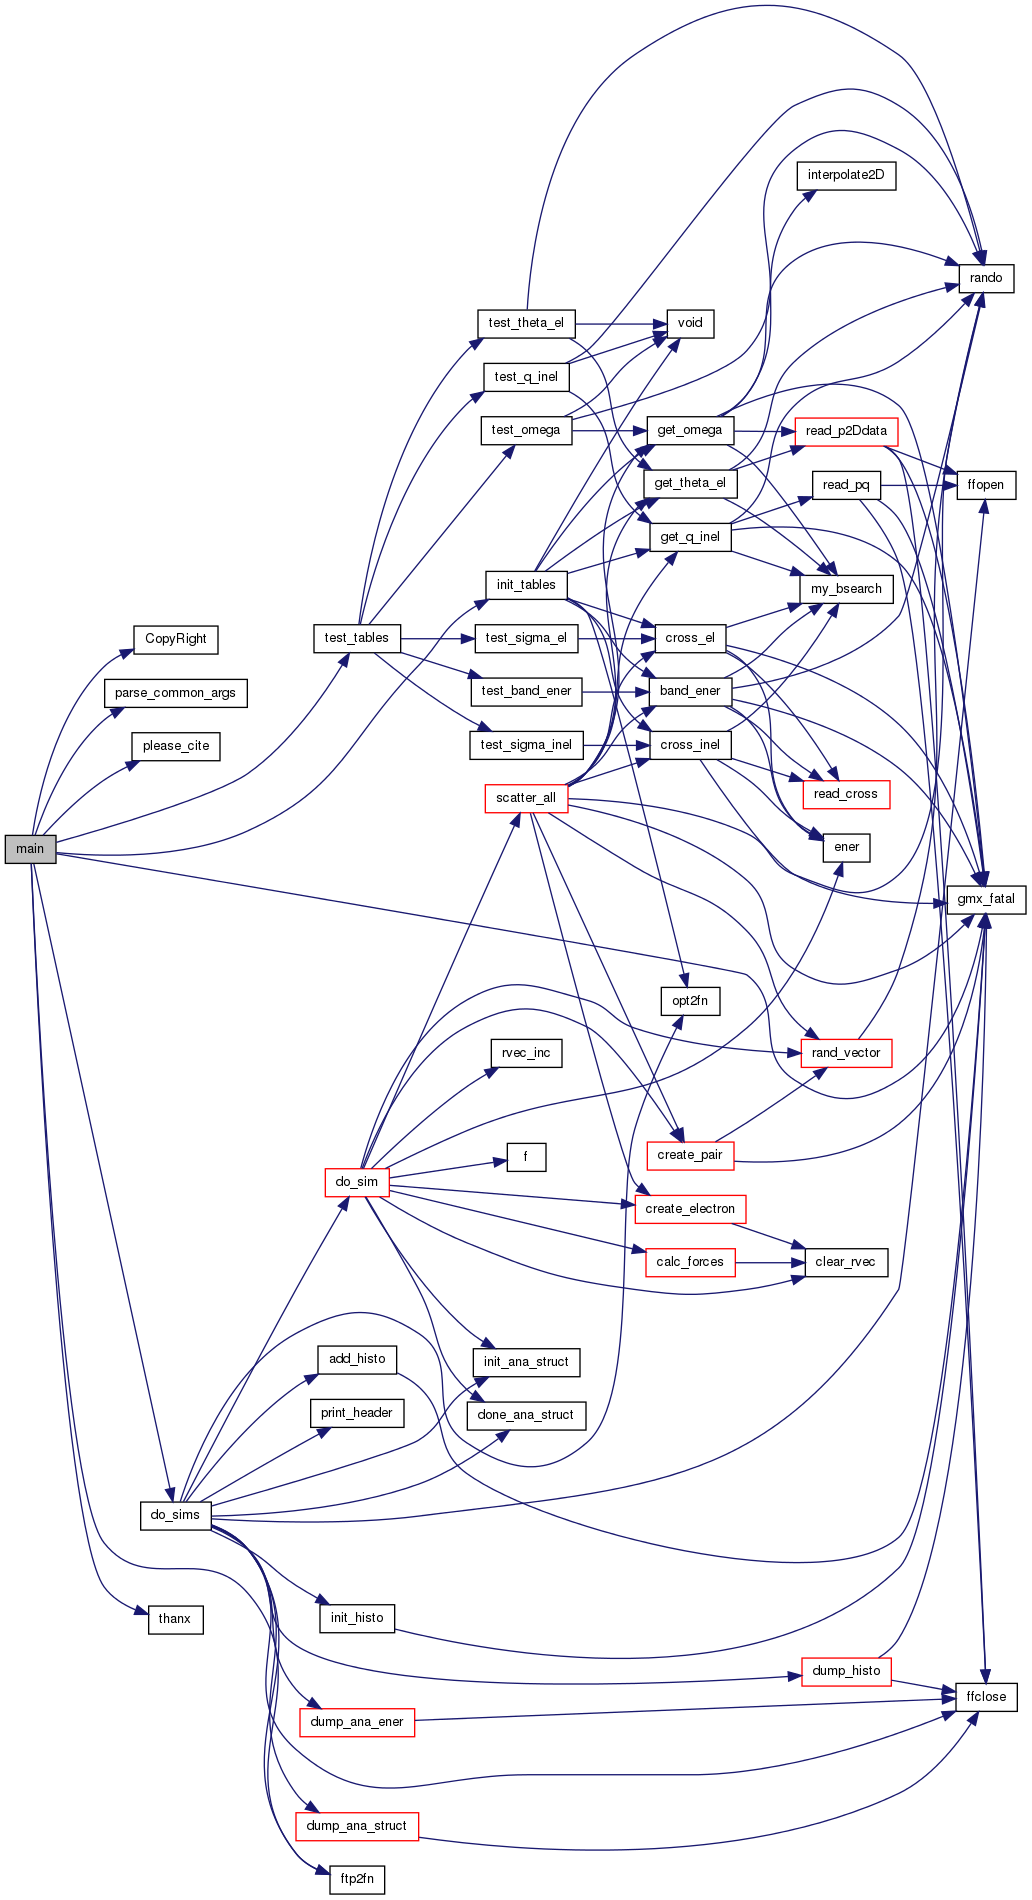 interpolate2D
rando
test_theta_el
void
test_q_inel
test_omega
get_omega
read_p2Ddata
get_theta_el
read_pq
ffopen
get_q_inel
init_tables
my_bsearch
CopyRight
test_tables
test_sigma_el
cross_el
parse_common_args
test_band_ener
band_ener
please_cite
test_sigma_inel
cross_inel
scatter_all
read_cross
main
ener
gmx_fatal
opt2fn
rvec_inc
rand_vector
f
create_pair
do_sim
create_electron
calc_forces
clear_rvec
add_histo
init_ana_struct
print_header
done_ana_struct
do_sims
thanx
init_histo
dump_histo
ffclose
dump_ana_ener
dump_ana_struct
ftp2fn